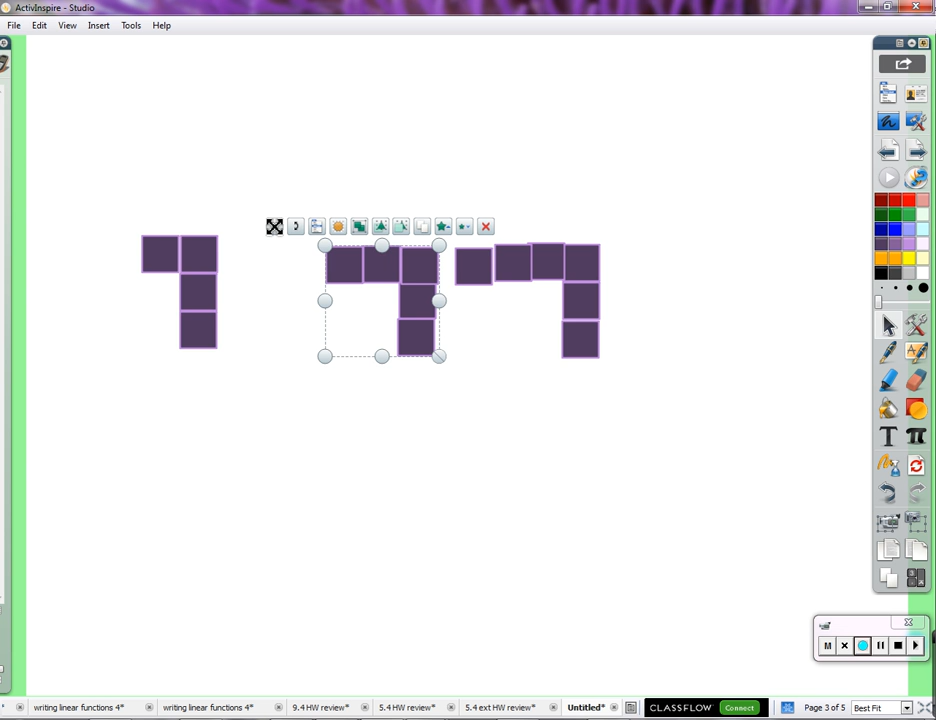 ActivInspire - Studio
File Edit View Insert Tools Help
M
writing linear functions 4* writing linear functions 4* 9.4 HW review* 5.4 HW review* 5.4 ext HW review* Untitled* CLASSFLOW Connect Page 3 of 5 Best Fit